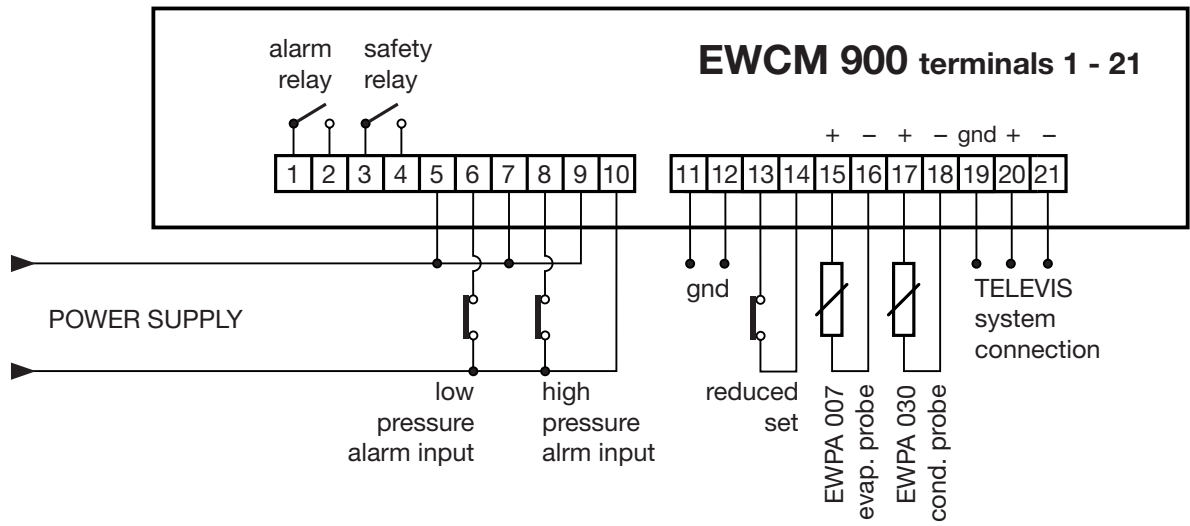 alarm relay
safety relay
EWCM 900 terminals 1 - 21
+ – + – gnd + –
1 2 3 4 5 6 7 8 9 10
11 12 13 14 15 16 17 18 19 20 21
POWER SUPPLY
gnd
TELEVIS
system
connection
low
pressure
alarm input
high
pressure
alrm input
reduced
set
EWPA 007
evap. probe
EWPA 030
cond. probe